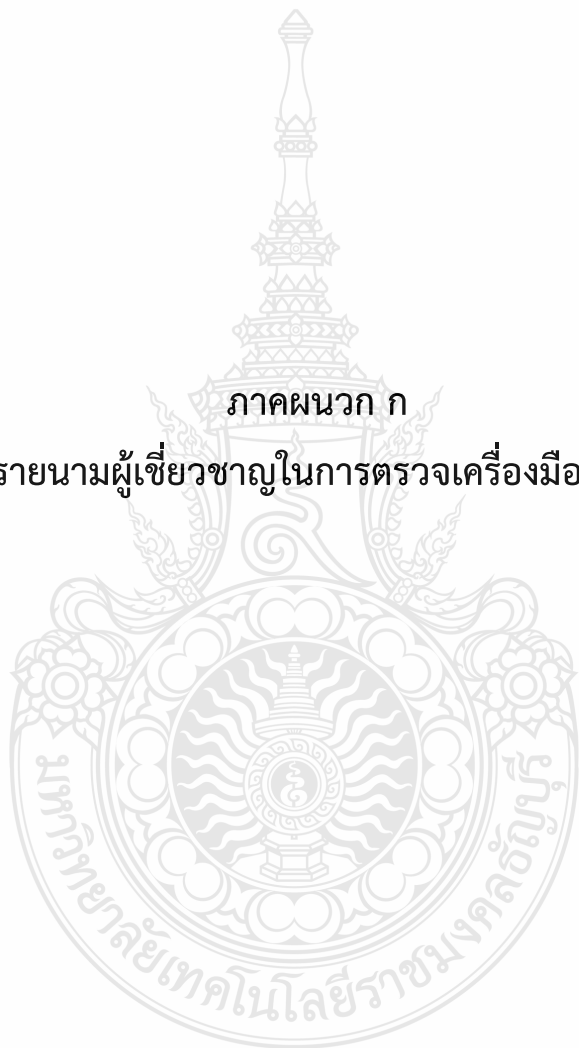 ภาคผนวก ก
รายนามผู้เชี่ยวชาญในการตรวจเครื่องมือ
มหาวิทยาลัยเทคโนโลยีราชมงคลธัญบุรี